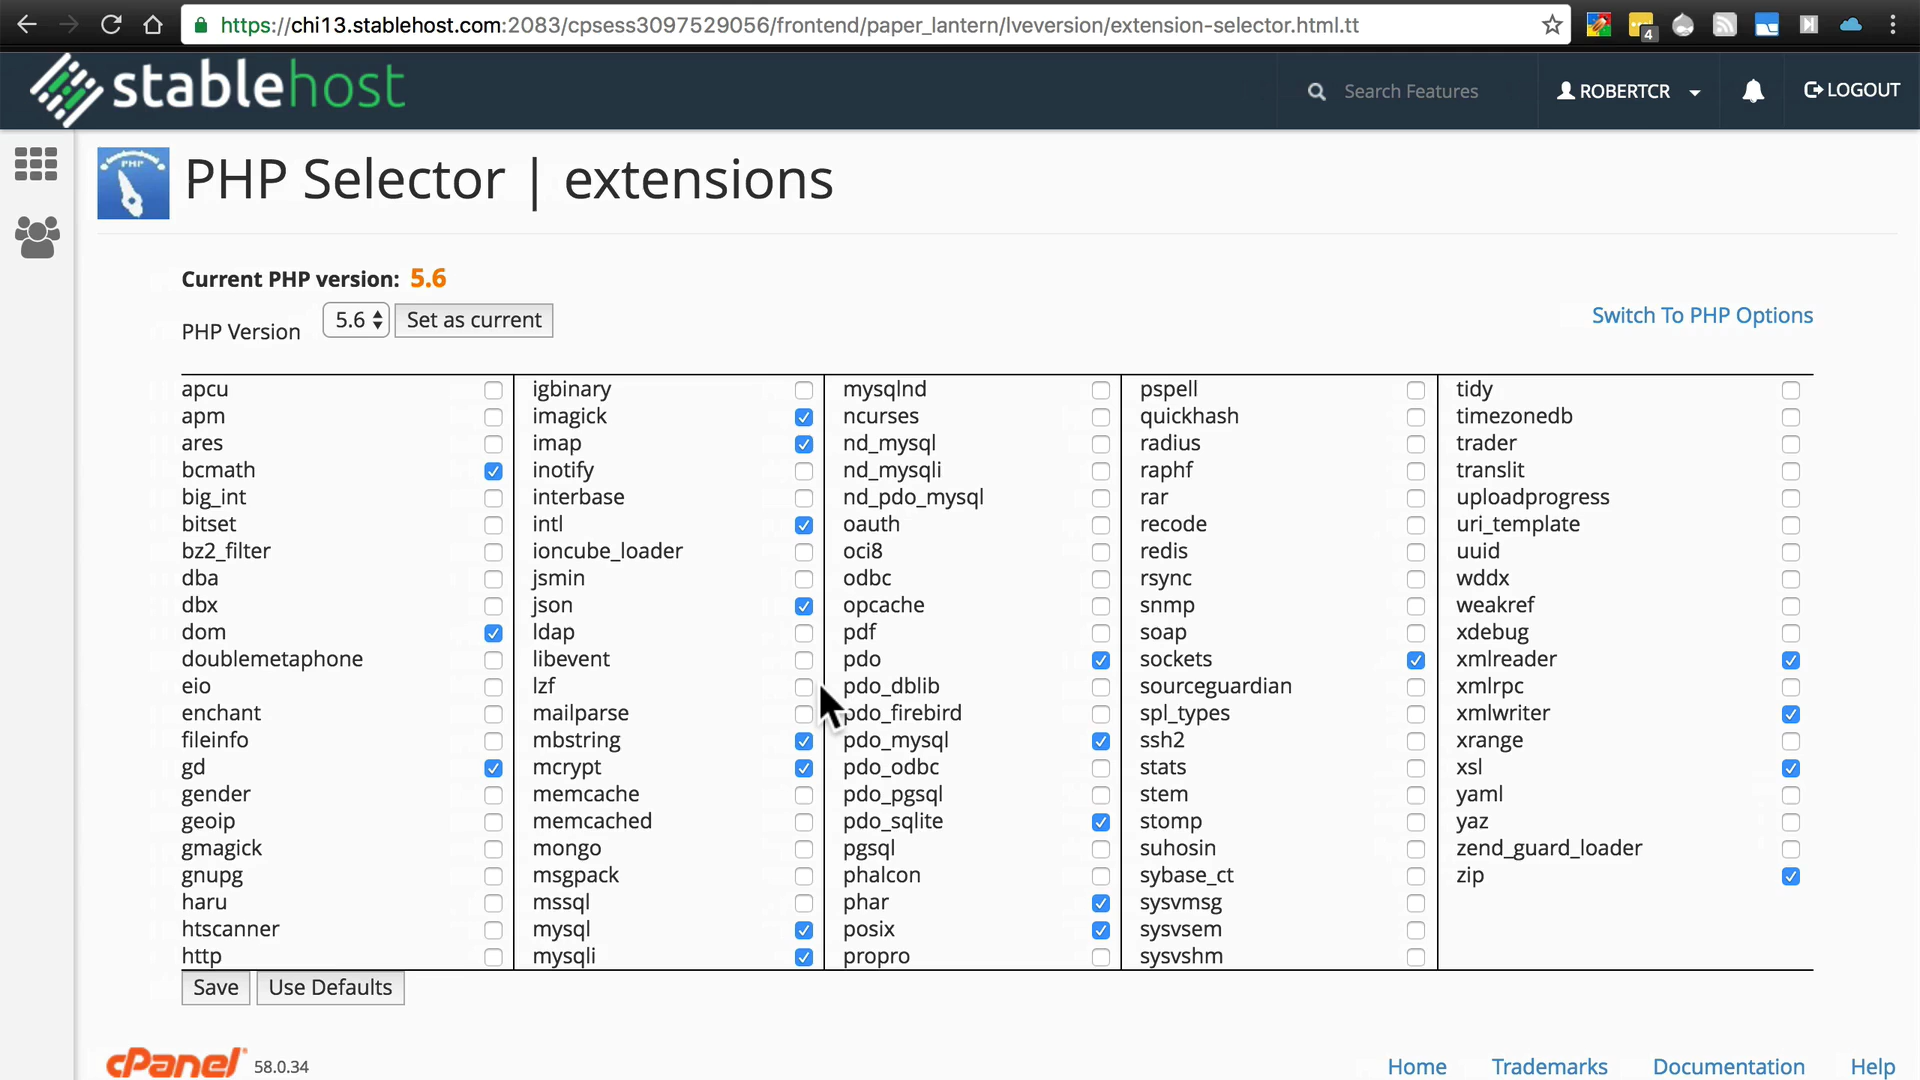 https://chi13.stablehost.com:2083/cpsess3097529056/frontend/paper_lantern/lveversion/extension-selector.html.tt
4
stablehost
Search Features
ROBERTCR
LOGOUT
PHP
PHP Selector | extensions
Current PHP version: 5.6
PHP Version 5.6 Set as current
Switch To PHP Options
apcu igbinary mysqlnd pspell tidy
apm imagick ncurses quickhash timezonedb
ares imap nd_mysql radius trader
bcmath inotify nd_mysqli raphf translit
big_int interbase nd_pdo_mysql rar uploadprogress
bitset intl oauth recode uri_template
bz2_filter ioncube_loader oci8 redis uuid
dba jsmin odbc rsync wddx
dbx json opcache snmp weakref
dom ldap pdf soap xdebug
doublemetaphone libevent pdo sockets xmlreader
eio lzf pdo_dblib sourceguardian xmlrpc
enchant mailparse pdo_firebird spl_types xmlwriter
fileinfo mbstring pdo_mysql ssh2 xrange
gd mcrypt pdo_odbc stats xsl
gender memcache pdo_pgsql stem yaml
geoip memcached pdo_sqlite stomp yaz
gmagick mongo pgsql suhosin zend_guard_loader
gnupg msgpack phalcon sybase_ct zip
haru mssql phar sysvmsg
htscanner mysql posix sysvsem
http mysqli propro sysvshm
Save Use Defaults
cPanel 58.0.34
Home Trademarks Documentation Help